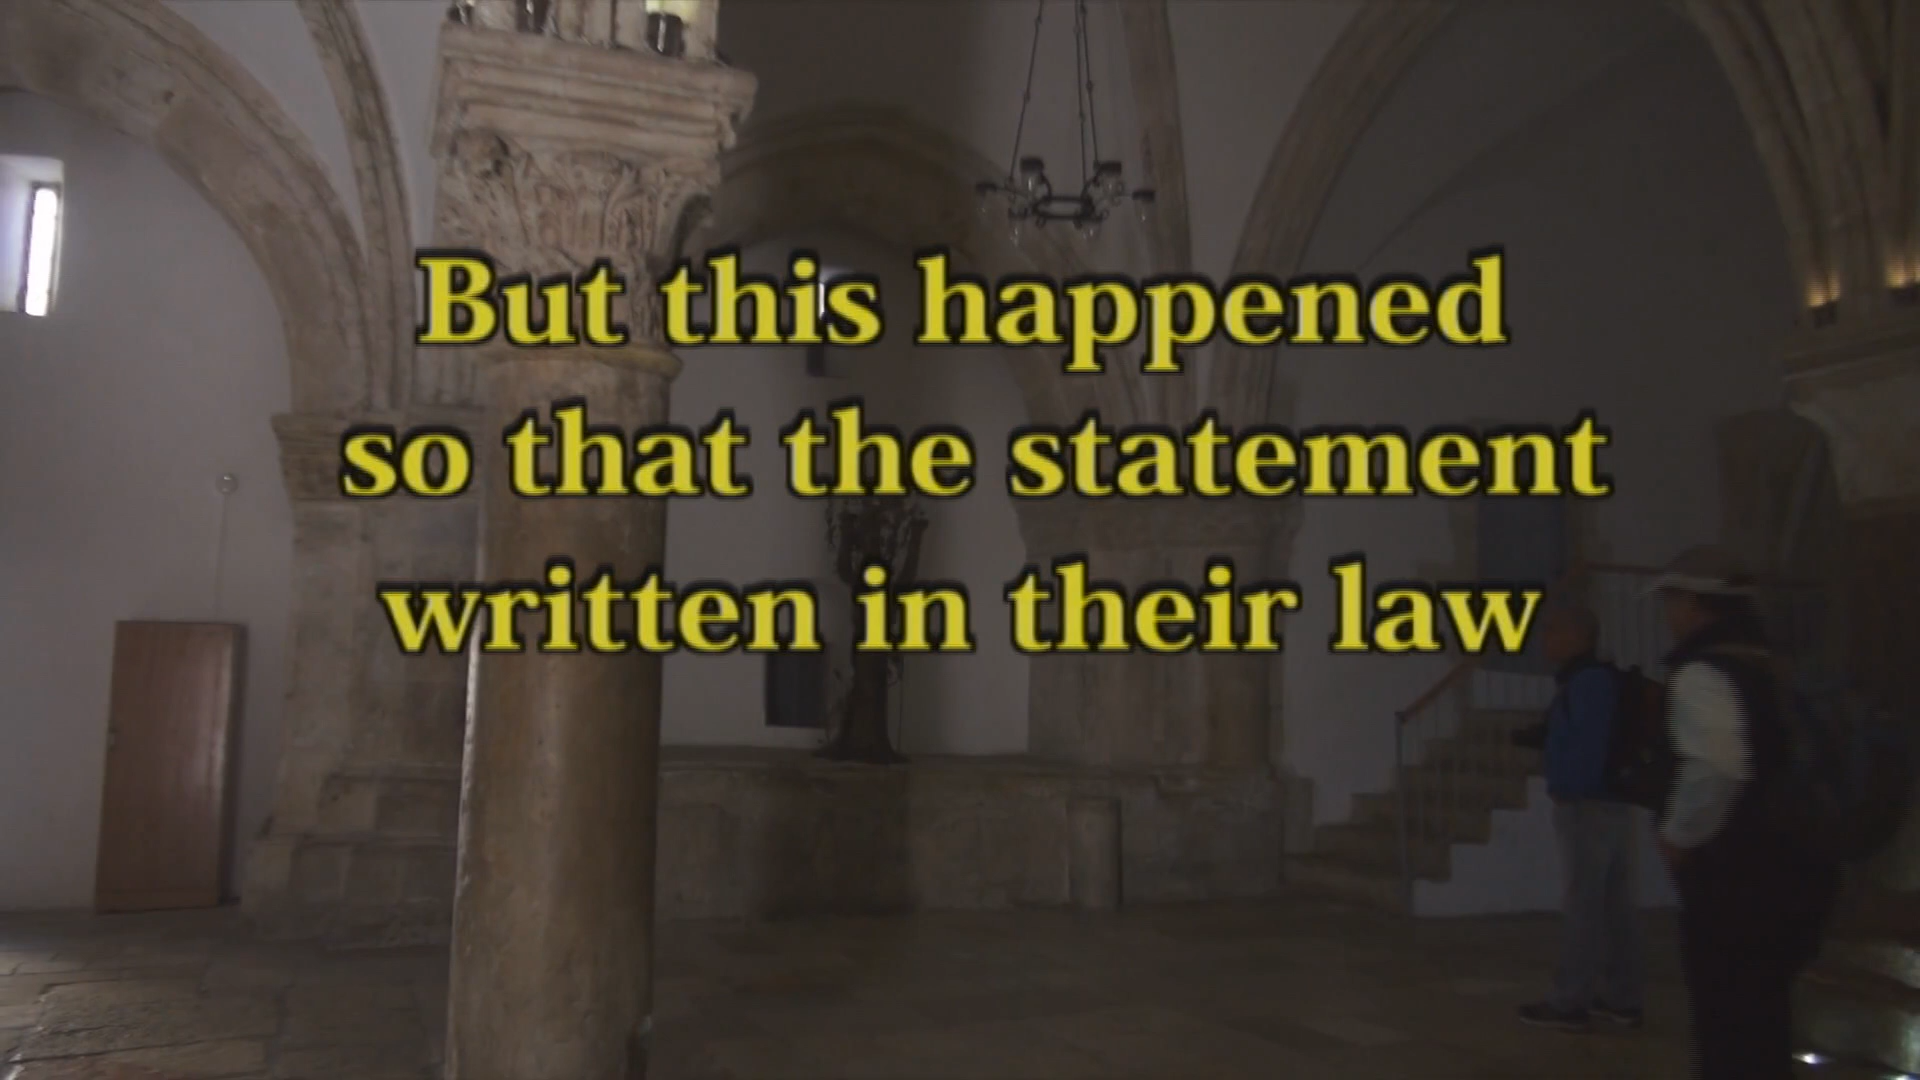 But this happened
so that the statement
written in their law